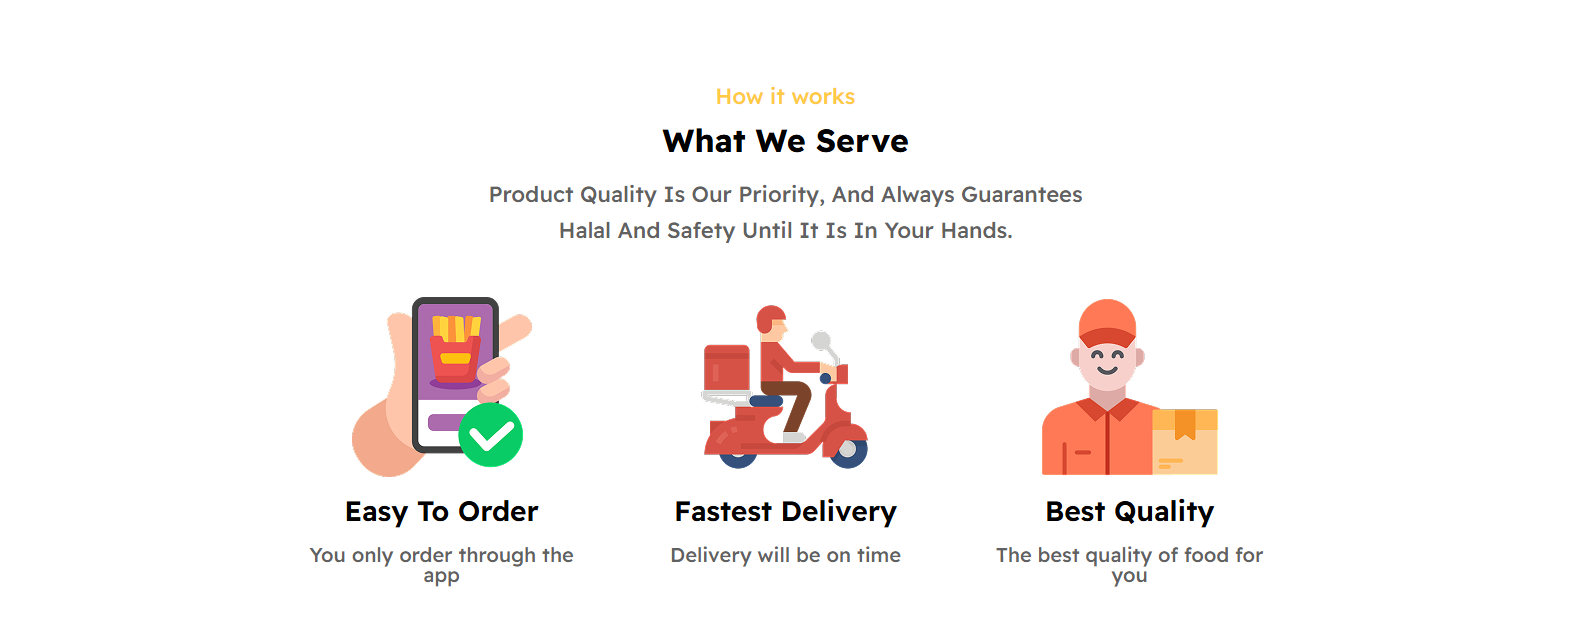 How it works
What We Serve
Product Quality Is Our Priority, And Always Guarantees
Halal And Safety Until It Is In Your Hands.
Easy To Order
You only order through the
app
Fastest Delivery
Delivery will be on time
Best Quality
The best quality of food for
you